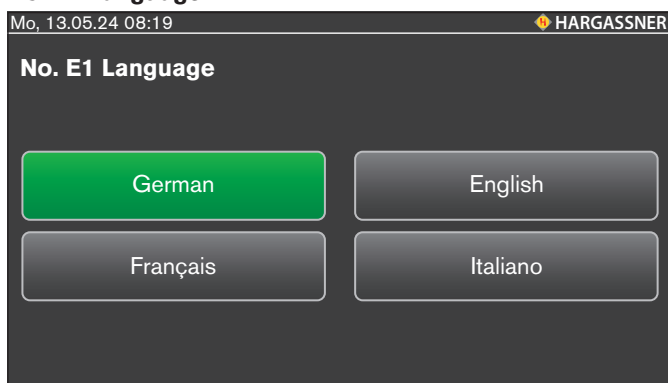 Mo, 13.05.24 08:19
HARGASSNER
No. E1 Language
German
English
Français
Italiano